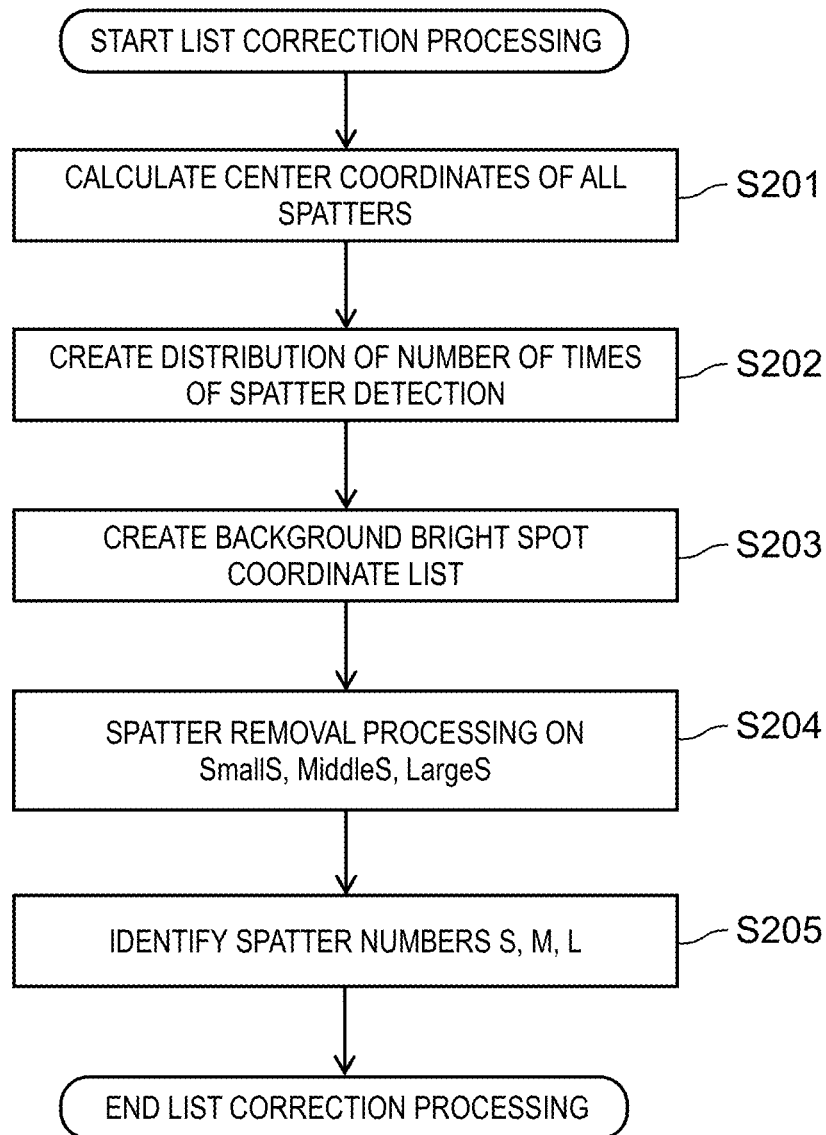 START LIST CORRECTION PROCESSING
CALCULATE CENTER COORDINATES OF ALL
SPATTERS
S201
CREATE DISTRIBUTION OF NUMBER OF TIMES
OF SPATTER DETECTION
S202
CREATE BACKGROUND BRIGHT SPOT
COORDINATE LIST
S203
SPATTER REMOVAL PROCESSING ON
SmallS, MiddleS, LargeS
S204
IDENTIFY SPATTER NUMBERS S, M, L
S205
END LIST CORRECTION PROCESSING